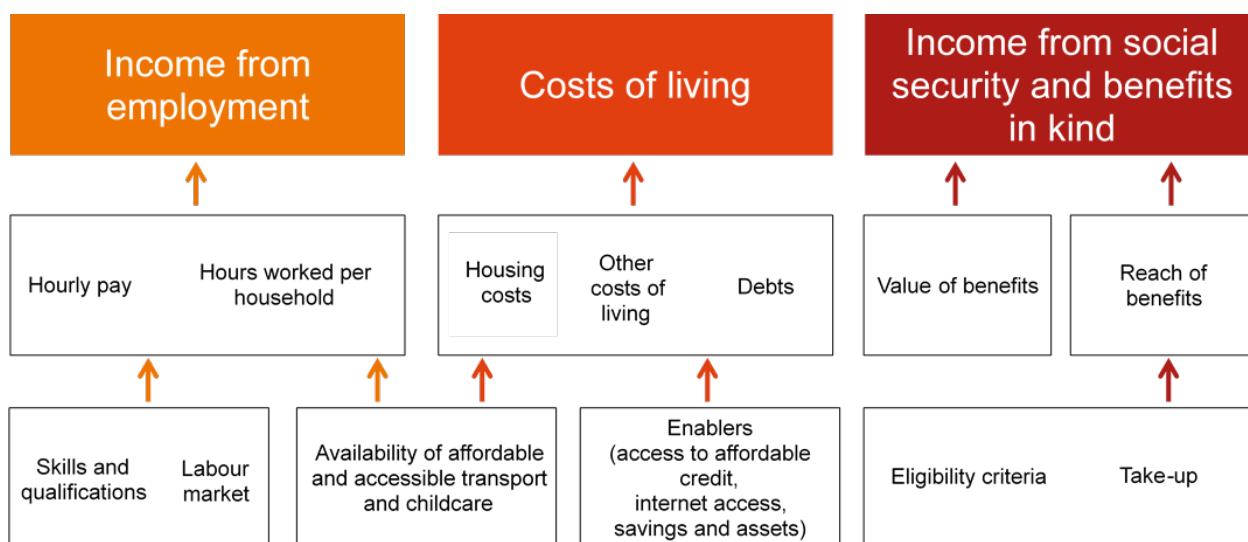 Income from
employment
Costs of living
Income from social
security and benefits
in kind
Hourly pay
Hours worked per
household
Housing
costs
Other
costs of
living
Debts
Value of benefits
Reach of
benefits
Skills and
qualifications
Labour
market
Availability of affordable
and accessible transport
and childcare
Enablers
(access to affordable
credit,
internet access,
savings and assets)
Eligibility criteria
Take-up